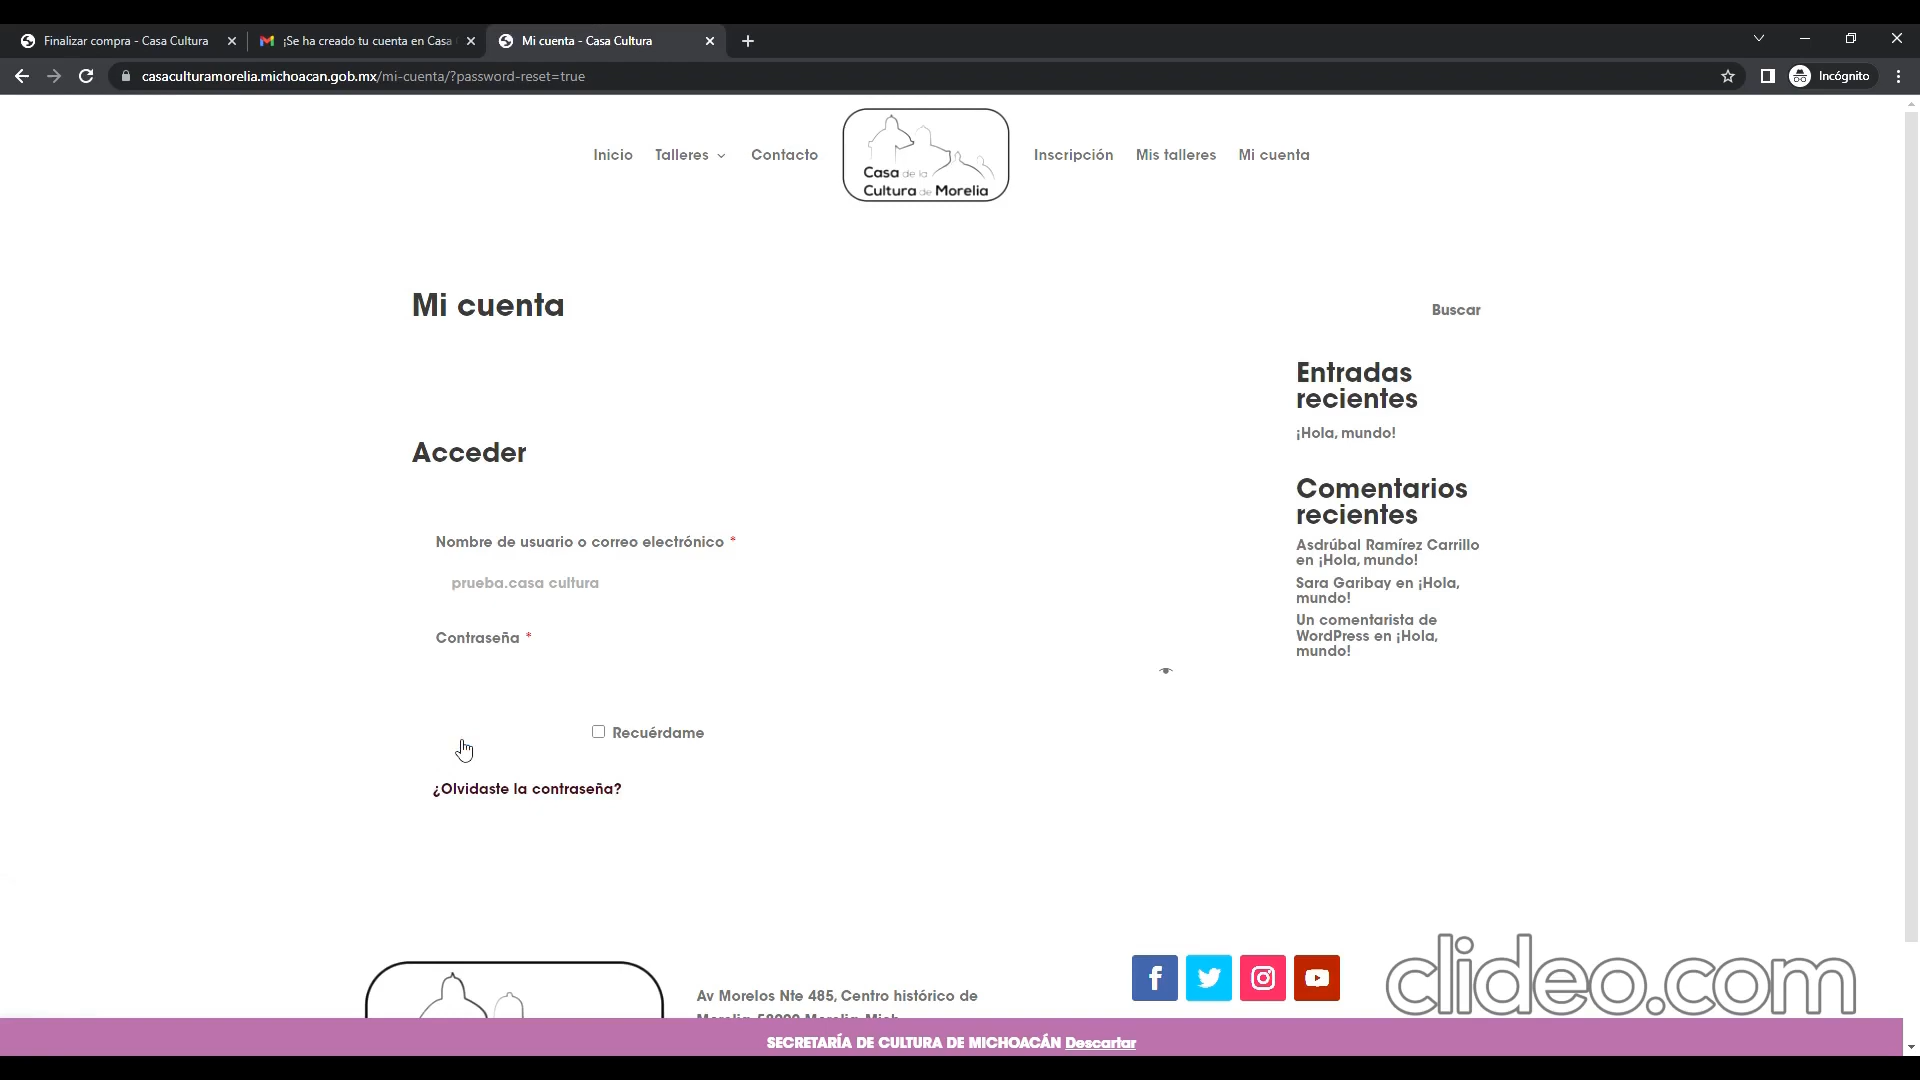 Finalizar compra - Casa Cultura
¡Se ha creado tu cuenta en Casa
Mi cuenta - Casa Cultura
casaculturamorelia.michoacan.gob.mx/mi-cuenta/?password-reset=true
Incógnito
Inicio
Talleres
Contacto
Casa de la
Cultura de Morelia
Inscripción
Mis talleres
Mi cuenta
Mi cuenta
Buscar
Entradas
recientes
¡Hola, mundo!
Acceder
Comentarios
recientes
Asdrúbal Ramírez Carrillo
en ¡Hola, mundo!
Sara Garibay en ¡Hola,
mundo!
Un comentarista de
WordPress en ¡Hola,
mundo!
Nombre de usuario o correo electrónico *
prueba.casa cultura
Contraseña *
Recuérdame
¿Olvidaste la contraseña?
Av Morelos Nte 485, Centro histórico de
Morelia, 58000 Morelia, Mich.
clideo.com
SECRETARÍA DE CULTURA DE MICHOACÁN Descartar